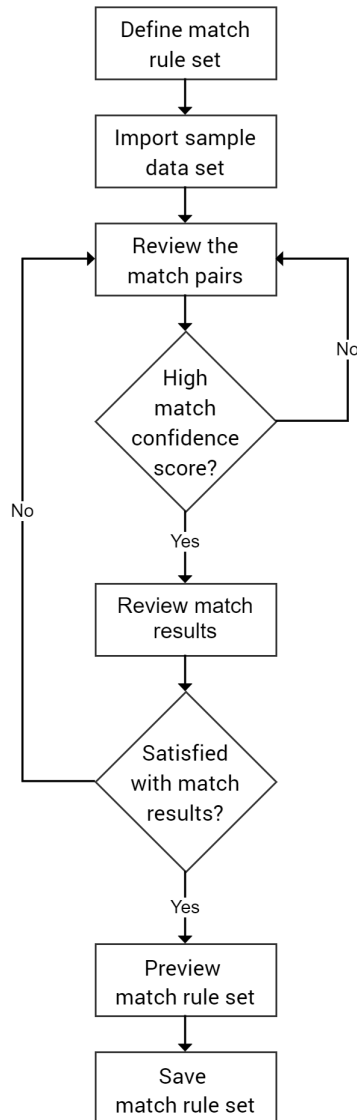 Define match
rule set
Import sample
data set
Review the
match pairs
No
High
match
confidence
score?
No
Yes
Review match
results
Satisfied
with match
results?
Yes
Preview
match rule set
Save
match rule set